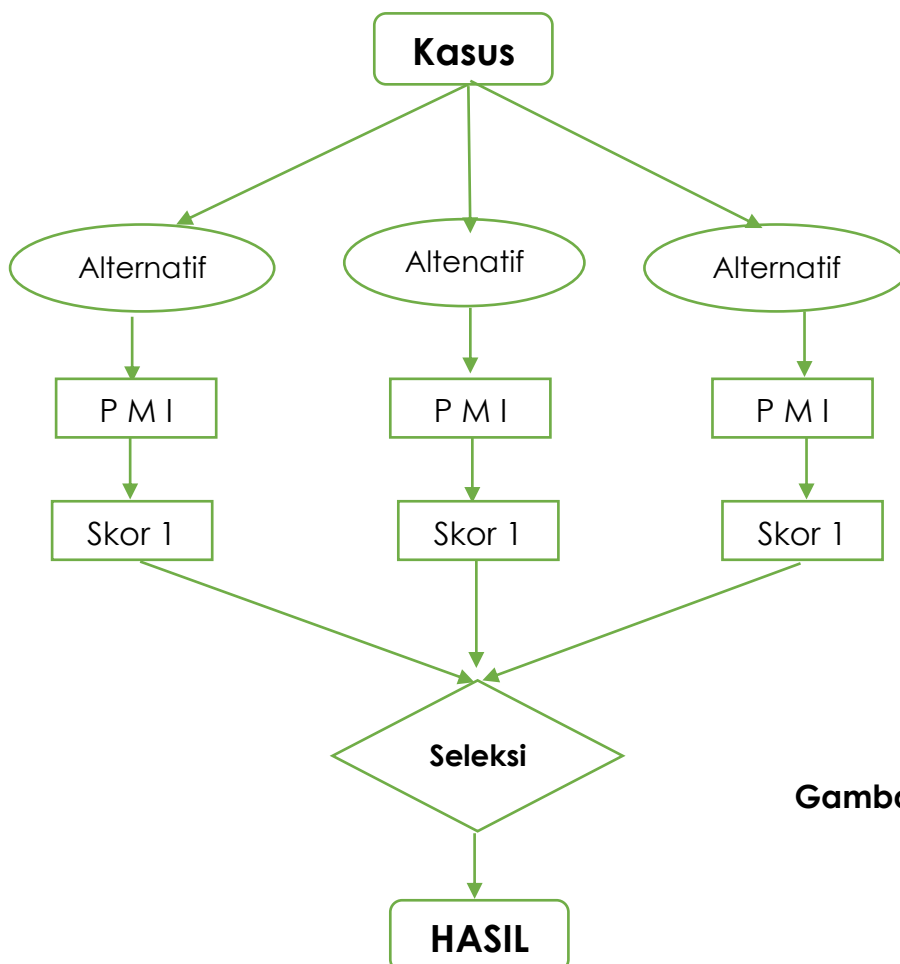 Kasus
Alternatif
Altenatif
Alternatif
P M I
P M I
P M I
Skor 1
Skor 1
Skor 1
Seleksi
HASIL